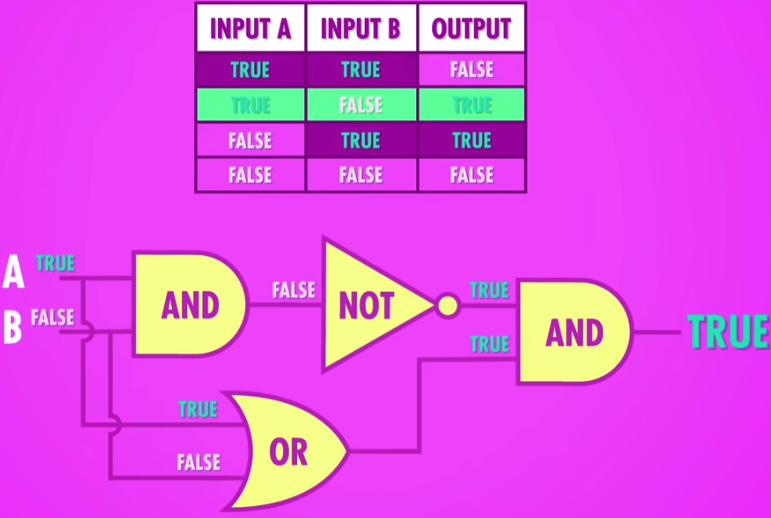 INPUT A INPUT B OUTPUT
TRUE TRUE FALSE
TRUE FALSE TRUE
FALSE TRUE TRUE
FALSE FALSE FALSE
A TRUE
B FALSE
AND
FALSE
NOT
TRUE
TRUE
AND
TRUE
TRUE
FALSE
OR